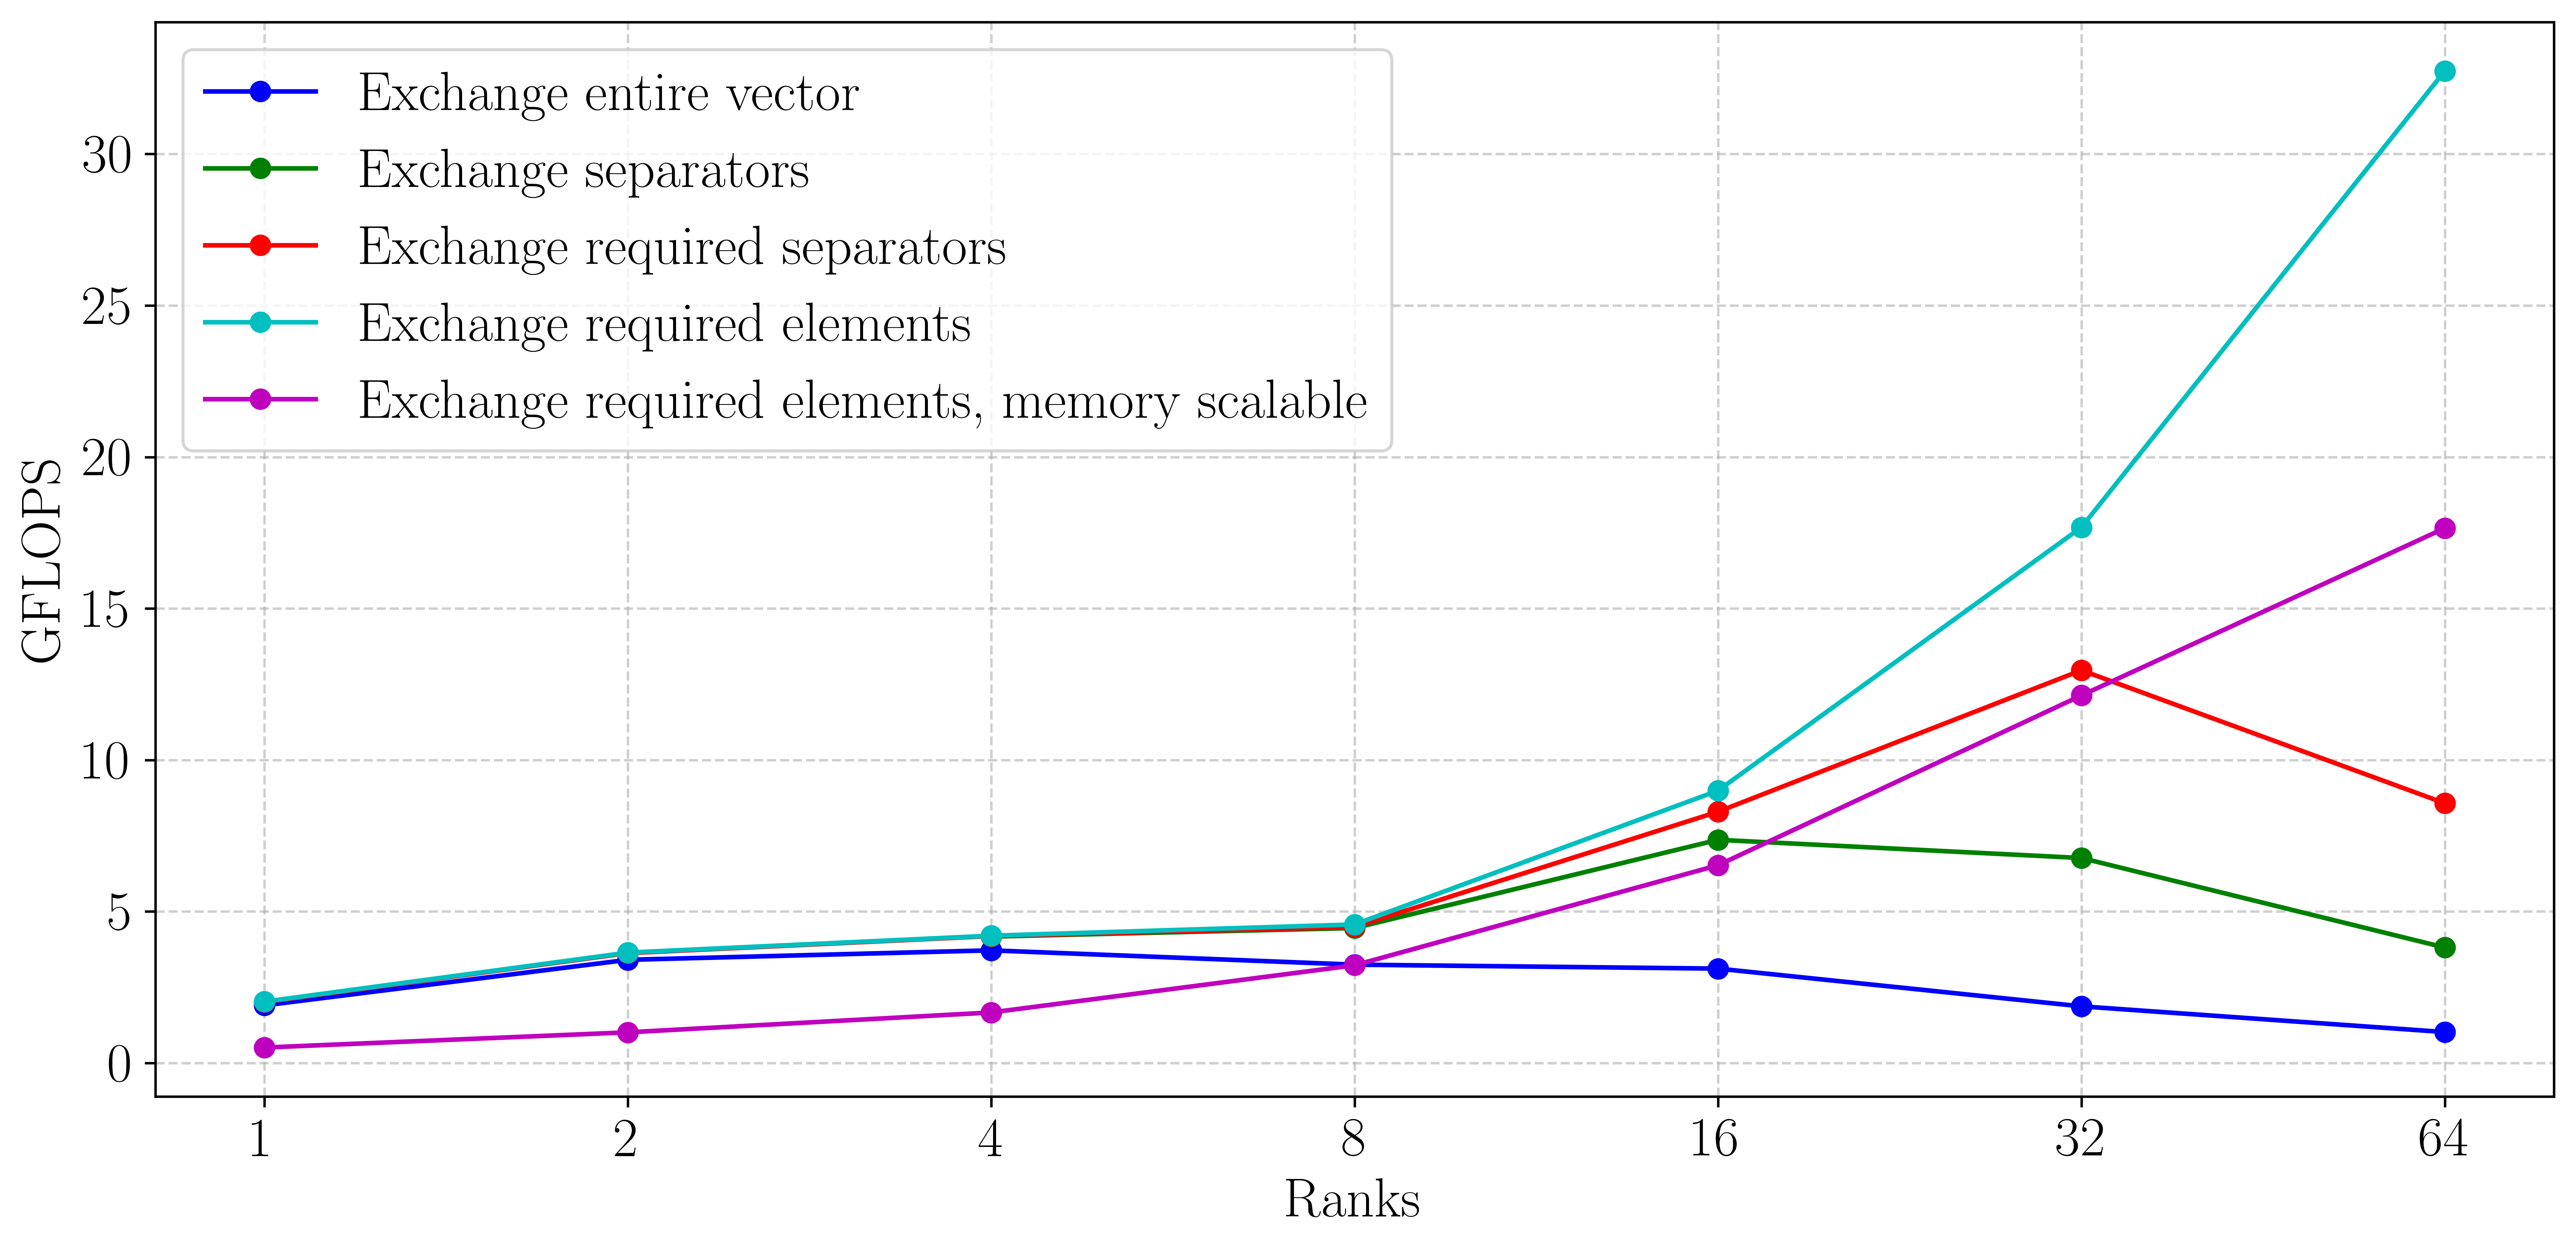 Exchange entire vector
Exchange separators
Exchange required separators
Exchange required elements
Exchange required elements, memory scalable
GFLOPS
30
25
20
15
10
5
0
1 2 4 8 16 32 64
Ranks